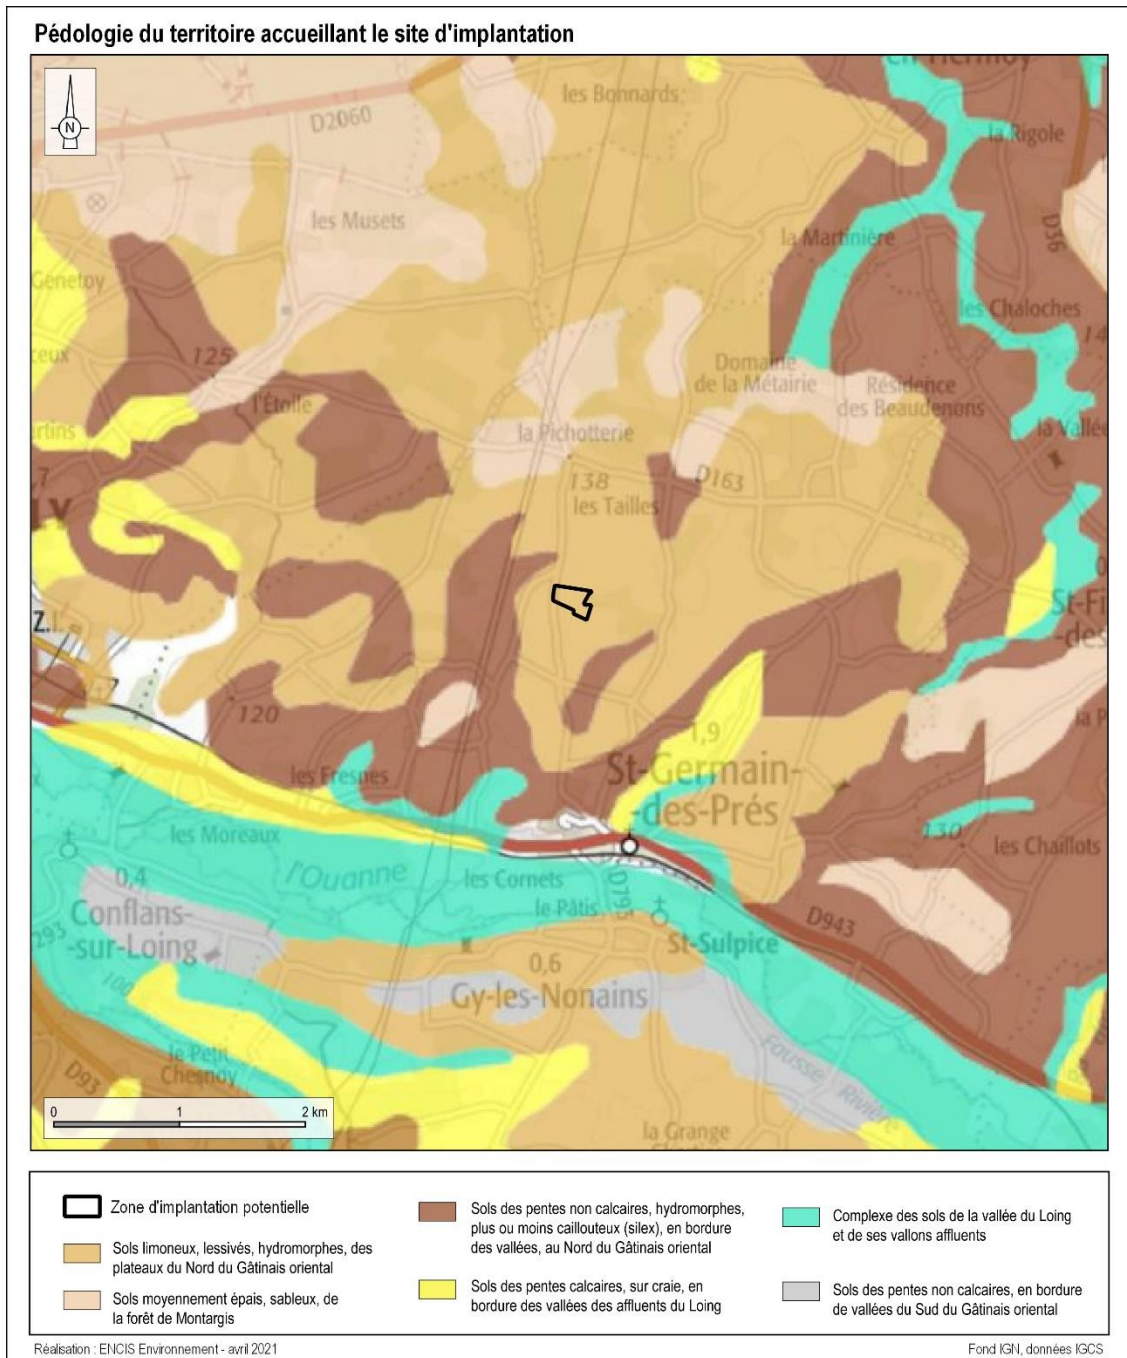 Pédologie du territoire accueillant le site d'implantation
N
D2060
les Bonnards
la Rigole
les Musets
D36
la Martinière
Genetoy
les Chaloches
125
Domaine
de la Métairie
Résidence
des Beaudenons
l'Étoile
la Pichotterie
la Vallée
138
les Tailles
D163
Z.I.
120
1,9
St-Germain-
-des-Prés
les Fresnes
les Moreaux
130
les Chaillots
l'Ouanne
les Cornets
0,4
D795
le Pâtis
Conflans-
-sur-Loing
D943
St-Sulpice
293
0,6
Gy-les-Nonains
100
Fausse Rivière
le Petit
Chesnoy
D93
0 1 2 km
la Grange
Zone d'implantation potentielle
Sols limoneux, lessivés, hydromorphes, des
plateaux du Nord du Gâtinais oriental
Sols moyennement épais, sableux, de
la forêt de Montargis
Sols des pentes non calcaires, hydromorphes,
plus ou moins caillouteux (silex), en bordure
des vallées, au Nord du Gâtinais oriental
Sols des pentes calcaires, sur craie, en
bordure des vallées des affluents du Loing
Complexe des sols de la vallée du Loing
et de ses vallons affluents
Sols des pentes non calcaires, en bordure
de vallées du Sud du Gâtinais oriental
Réalisation : ENCIS Environnement - avril 2021
Fond IGN, données IGCS